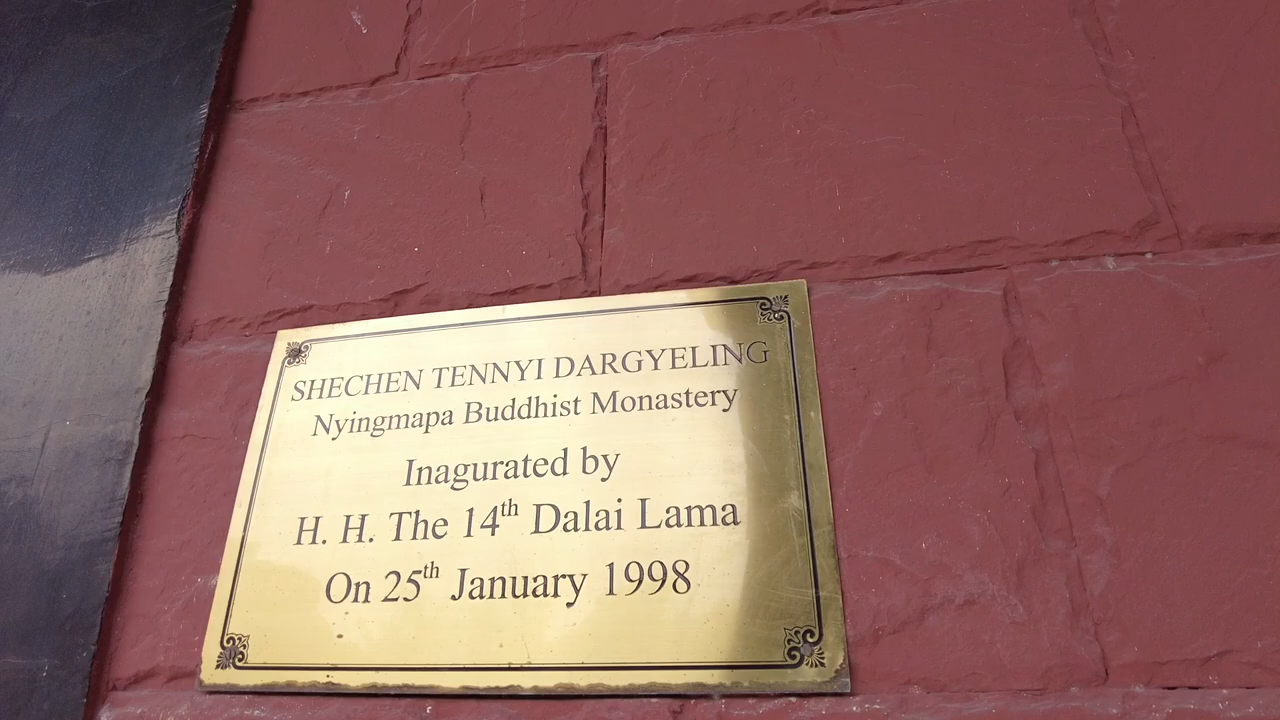 SHECHEN TENNYI DARGYELING
Nyingmapa Buddhist Monastery
Inagurated by
H. H. The 14th Dalai Lama
On 25th January 1998